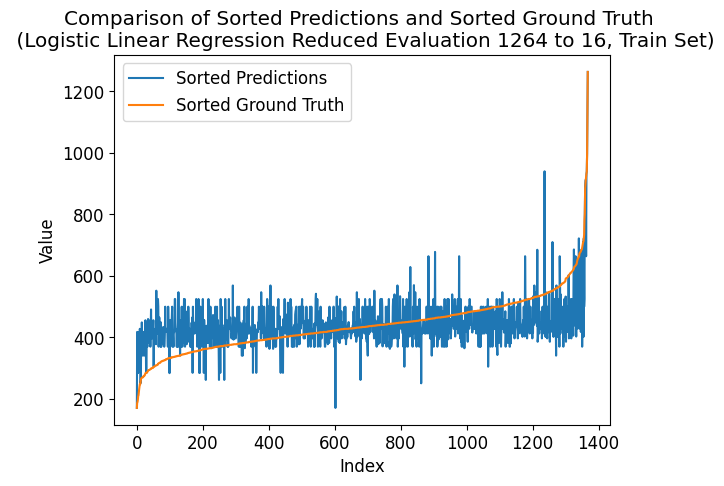 Comparison of Sorted Predictions and Sorted Ground Truth
(Logistic Linear Regression Reduced Evaluation 1264 to 16, Train Set)
Sorted Predictions
Sorted Ground Truth
Value
1200
1000
800
600
400
200
0 200 400 600 800 1000 1200 1400
Index